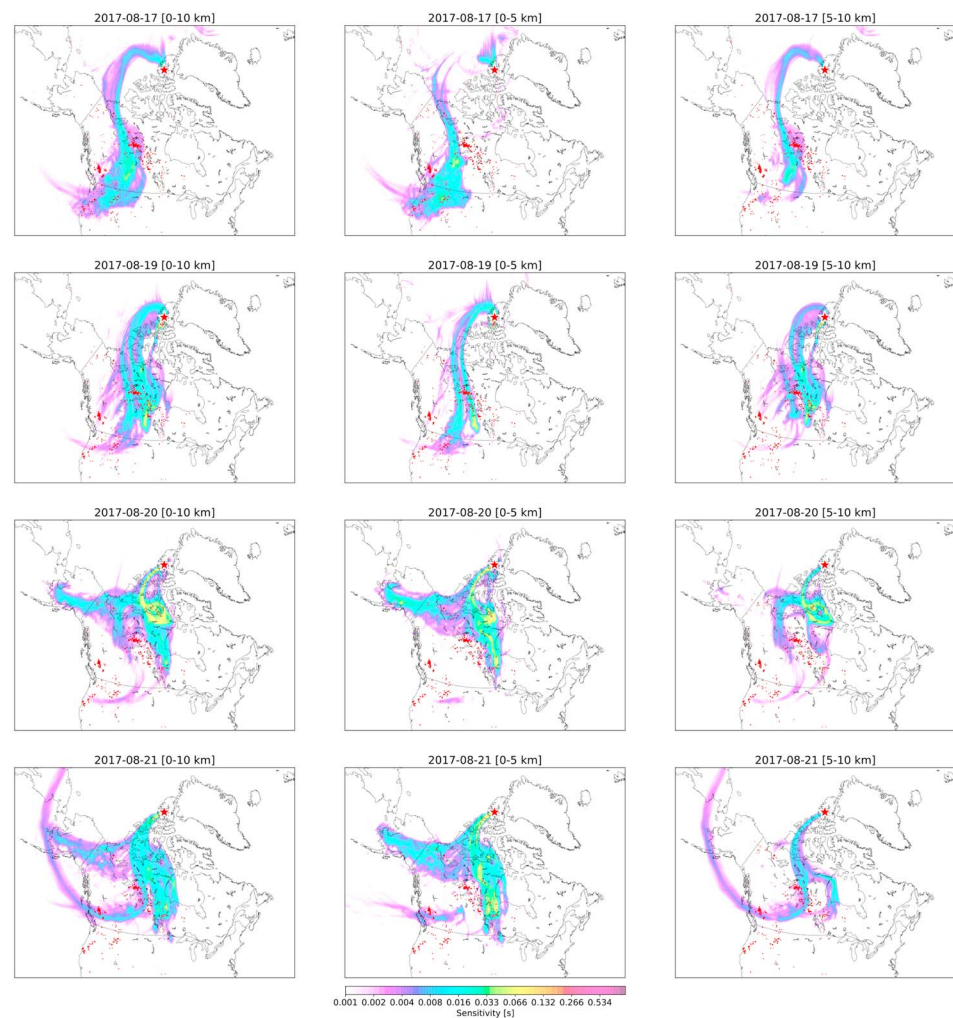 2017-08-17 [0-10 km]
2017-08-17 [0-5 km]
2017-08-17 [5-10 km]
2017-08-19 [0-10 km]
2017-08-19 [0-5 km]
2017-08-19 [5-10 km]
2017-08-20 [0-10 km]
2017-08-20 [0-5 km]
2017-08-20 [5-10 km]
2017-08-21 [0-10 km]
2017-08-21 [0-5 km]
2017-08-21 [5-10 km]
0.001 0.002 0.004 0.008 0.016 0.033 0.066 0.132 0.266 0.534
Sensitivity [s]